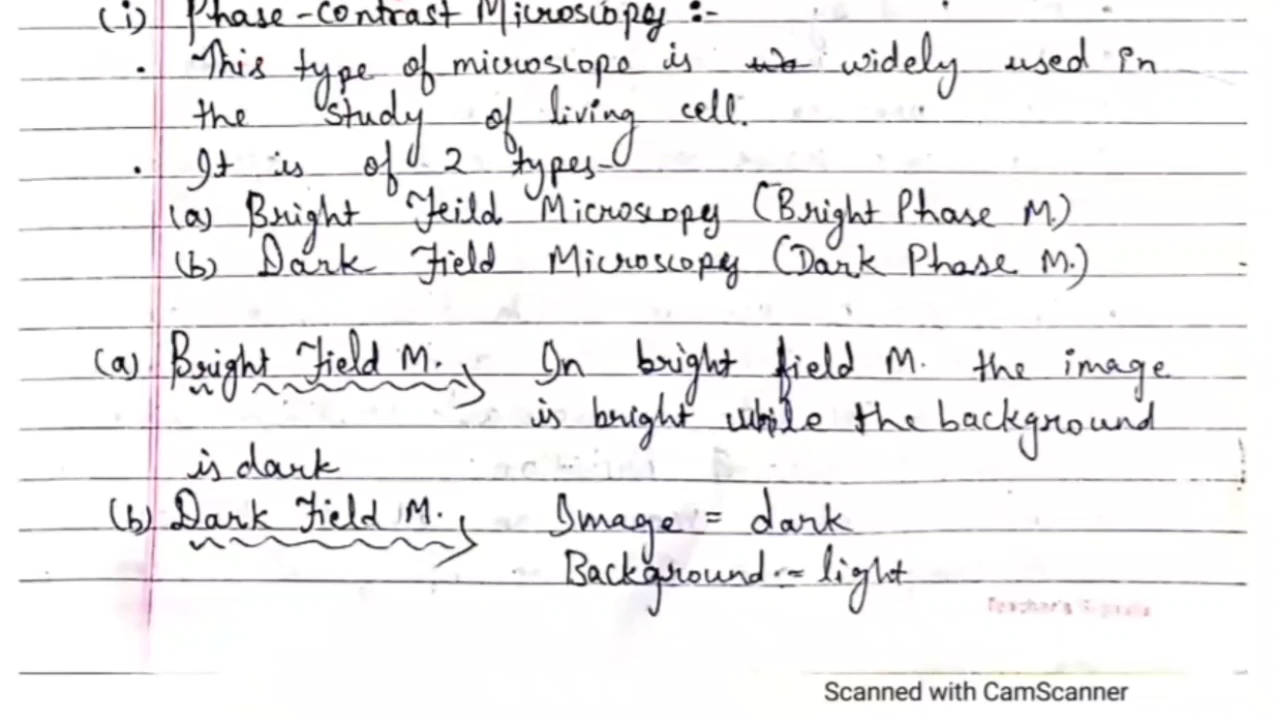 (i) Phase-Contrast Microscopy :-
· This type of microscope is widely used in
the study of living cell.
· It is of 2 types-
(a) Bright Feild Microscopy (Bright Phase M.)
(b) Dark Field Microscopy (Dark Phase M.)
(a) Bright Field M. → In bright field M. the image
is bright while the background
is dark
(b) Dark Field M. → Image = dark
Background = light
Teacher's
Scanned with CamScanner